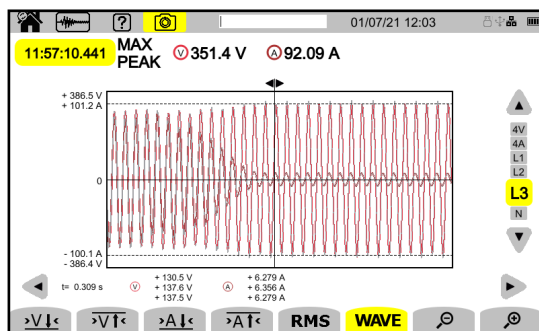 ?
01/07/21 12:03
11:57:10.441
MAX
PEAK
V 351.4 V
A 92.09 A
+ 386.5 V
+ 101.2 A
0
- 100.1 A
- 386.4 V
4V
4A
L1
L2
L3
N
t= 0.309 s
V
+ 130.5 V
+ 137.6 V
+ 137.5 V
A
+ 6.279 A
+ 6.356 A
+ 6.279 A
>V↓<
>V↑<
>A↓<
>A↑<
RMS
WAVE